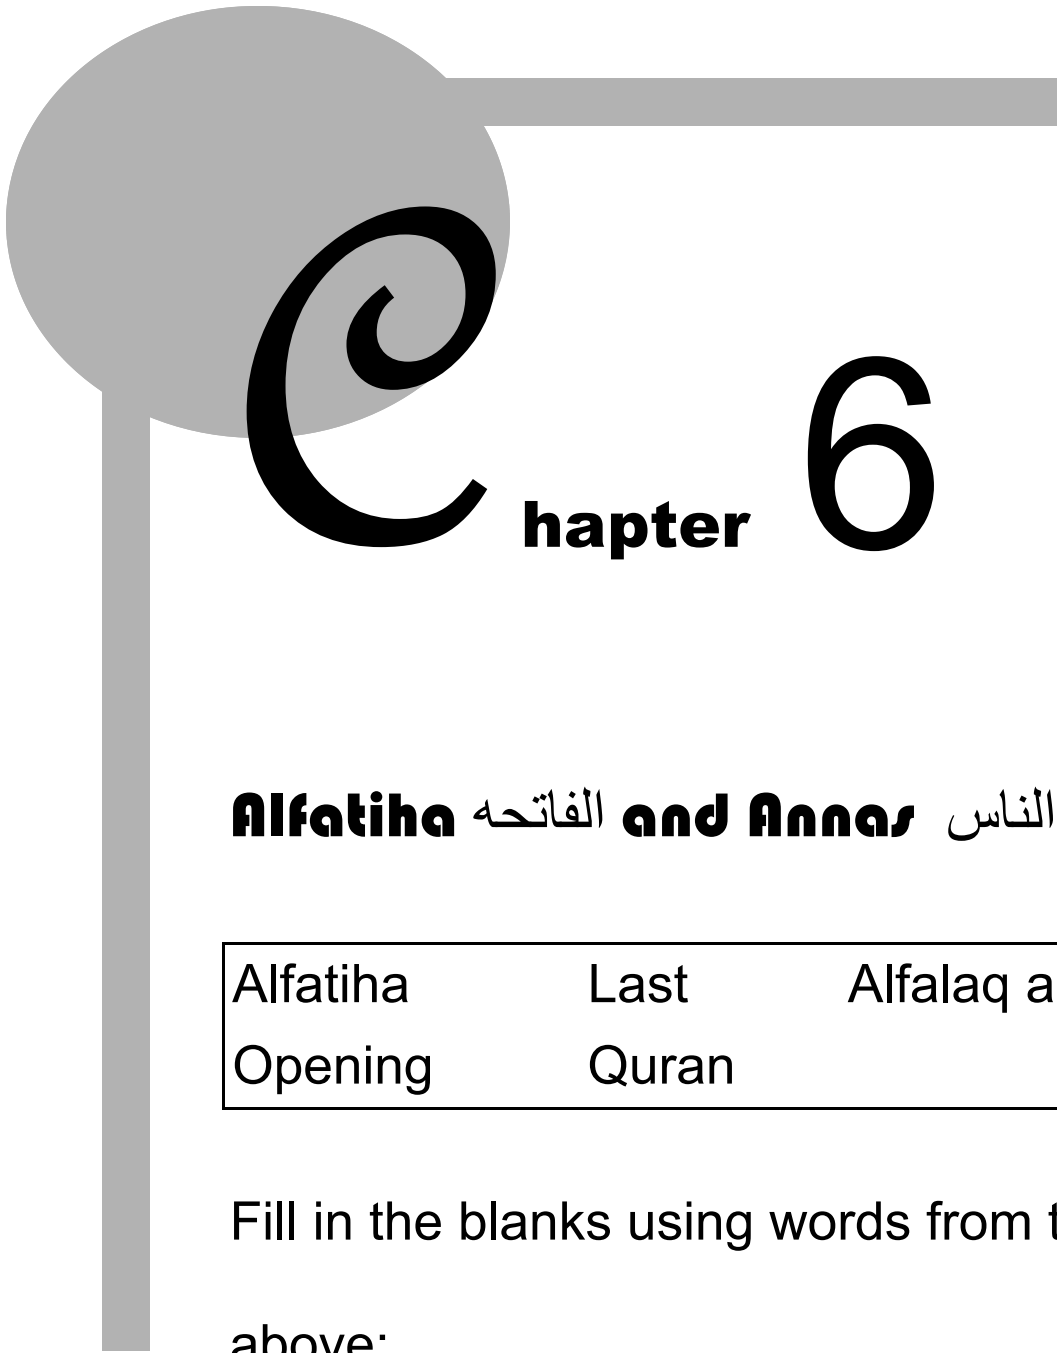 Chapter 6
Alfatiha الفاتحه and Annas الناس
Alfatiha Last Alfalaq a
Opening Quran
Fill in the blanks using words from t
above: